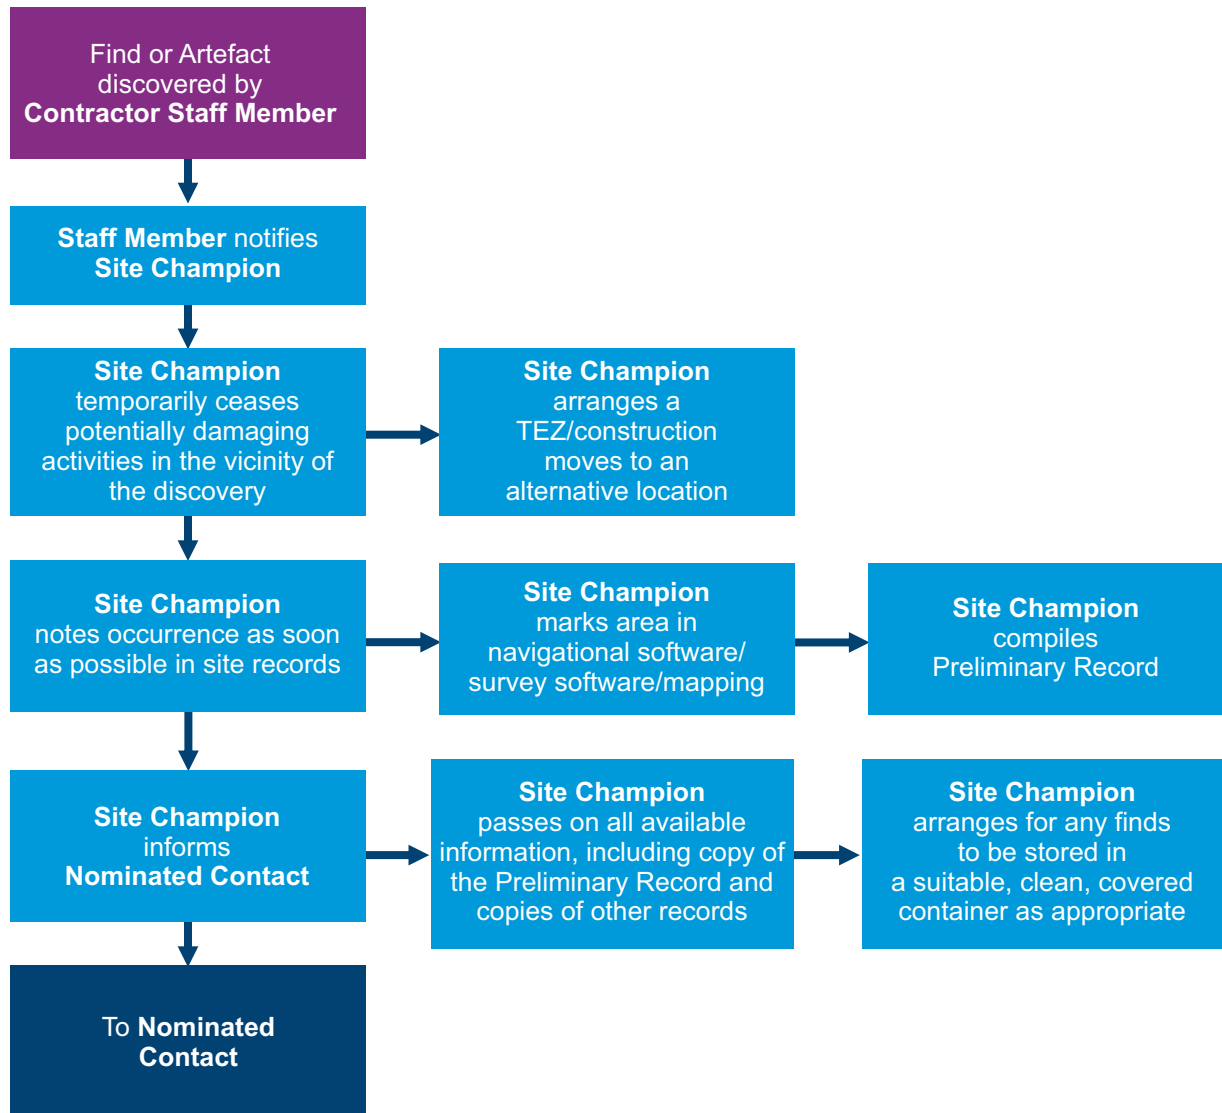 Find or Artefact
discovered by
Contractor Staff Member
Staff Member notifies
Site Champion
Site Champion
temporarily ceases
potentially damaging
activities in the vicinity of
the discovery
Site Champion
arranges a
TEZ/construction
moves to an
alternative location
Site Champion
notes occurrence as soon
as possible in site records
Site Champion
marks area in
navigational software/
survey software/mapping
Site Champion
compiles
Preliminary Record
Site Champion
informs
Nominated Contact
Site Champion
passes on all available
information, including copy of
the Preliminary Record and
copies of other records
Site Champion
arranges for any finds
to be stored in
a suitable, clean, covered
container as appropriate
To Nominated
Contact